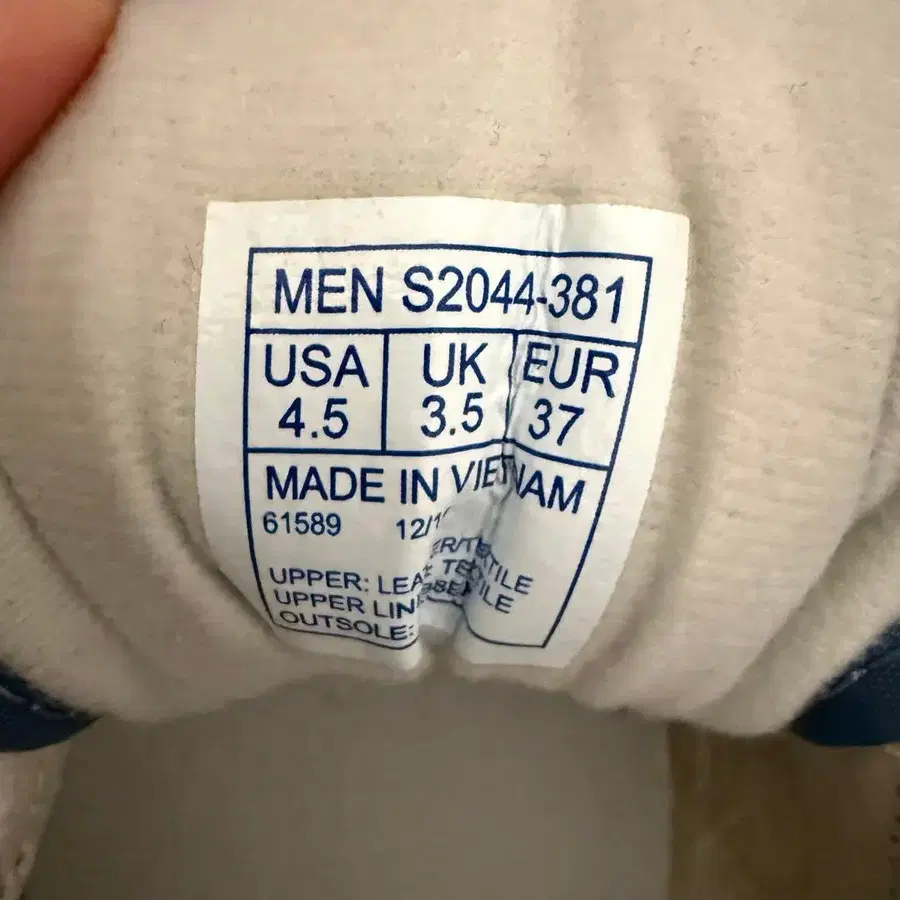 MEN S2044-381
USA UK EUR
4.5 3.5 37
MADE IN VIETNAM
61589
UPPER:
UPPER
OUTSOLE: